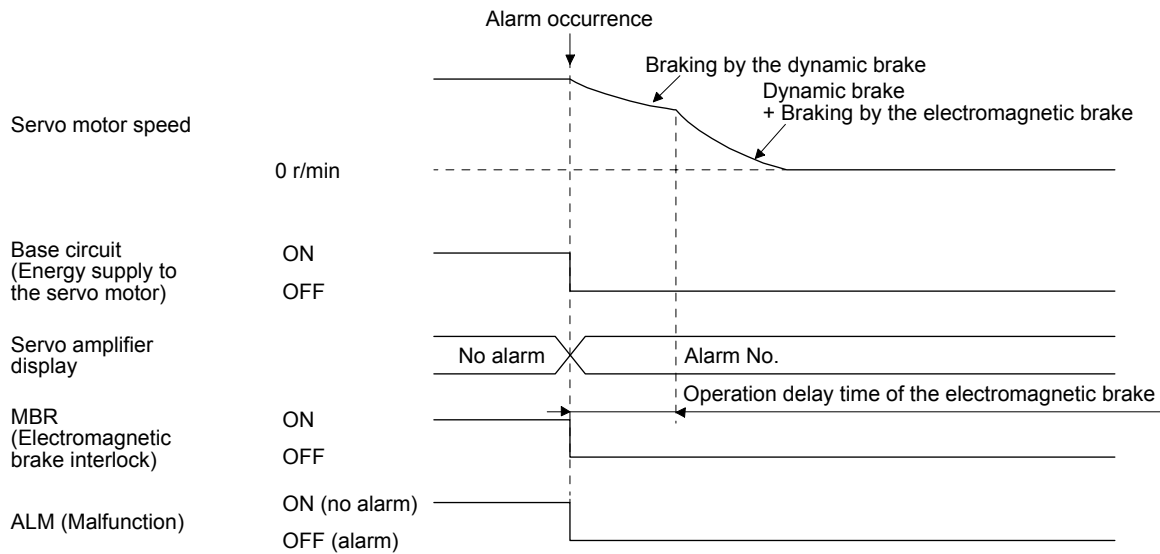 Alarm occurrence
Braking by the dynamic brake
Dynamic brake
+ Braking by the electromagnetic brake
Servo motor speed
0 r/min
Base circuit
(Energy supply to
the servo motor)
ON
OFF
Servo amplifier
display
No alarm
Alarm No.
Operation delay time of the electromagnetic brake
MBR
(Electromagnetic
brake interlock)
ON
OFF
ALM (Malfunction)
ON (no alarm)
OFF (alarm)